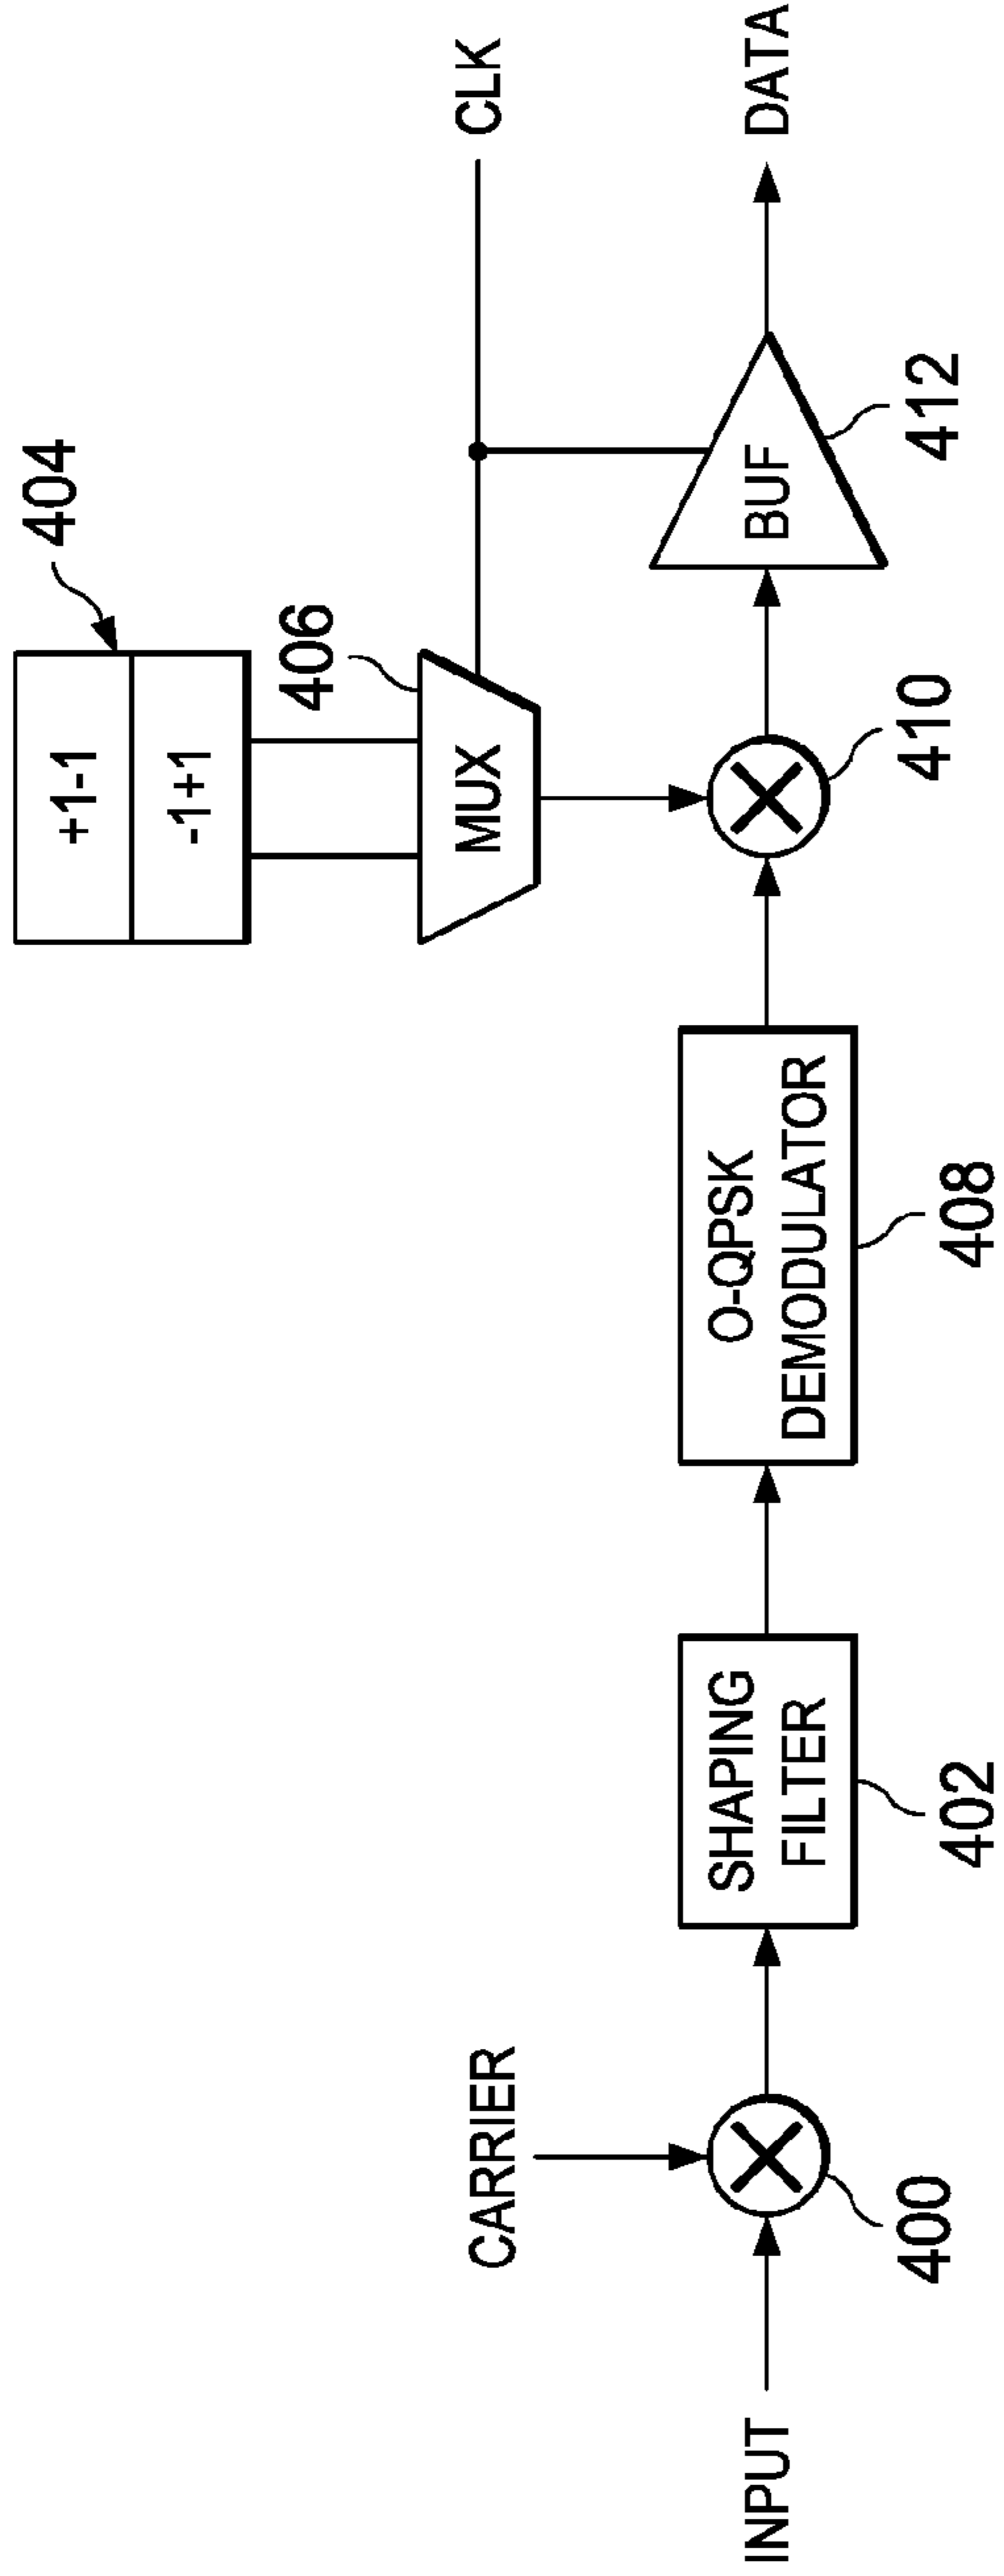 404
+1-1
-1+1
406
MUX
CLK
CARRIER
INPUT
400
SHAPING
FILTER
402
O-QPSK
DEMODULATOR
408
410
BUF
412
DATA